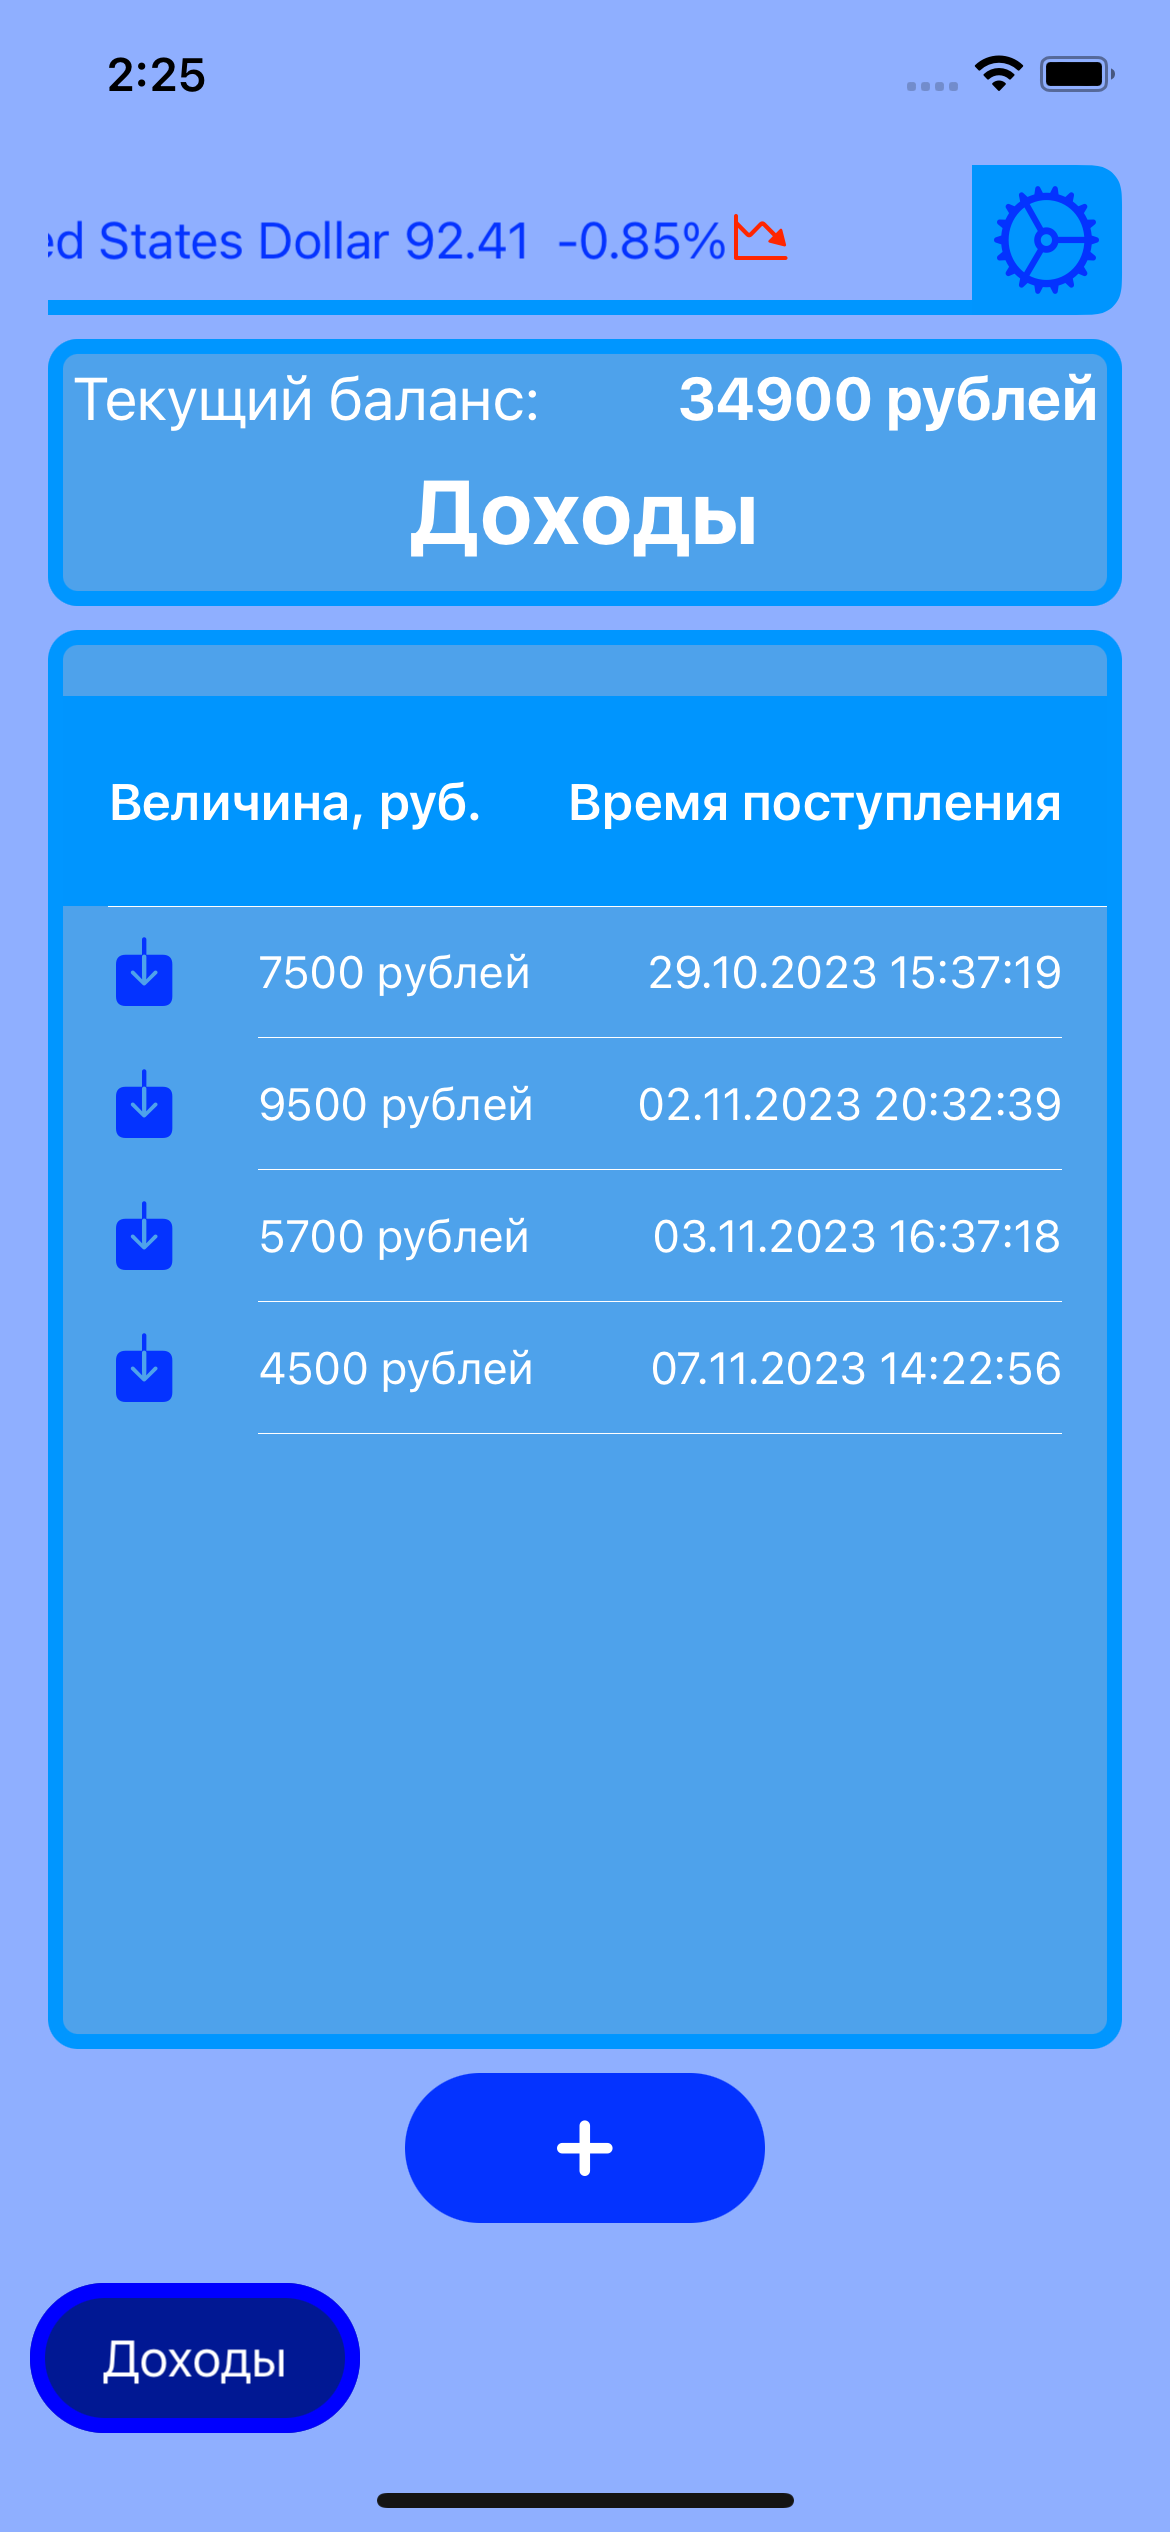 2:25
ed States Dollar 92.41 -0.85%
Текущий баланс: 34900 рублей
Доходы
Величина, руб. Время поступления
7500 рублей 29.10.2023 15:37:19
9500 рублей 02.11.2023 20:32:39
5700 рублей 03.11.2023 16:37:18
4500 рублей 07.11.2023 14:22:56
Доходы